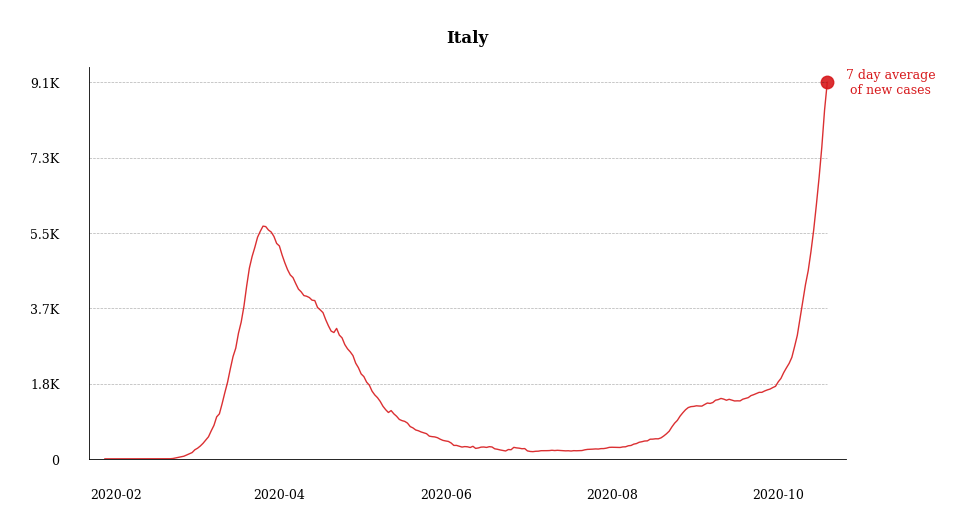 Italy
7 day average
of new cases
9.1K
7.3K
5.5K
3.7K
1.8K
0
2020-02
2020-04
2020-06
2020-08
2020-10